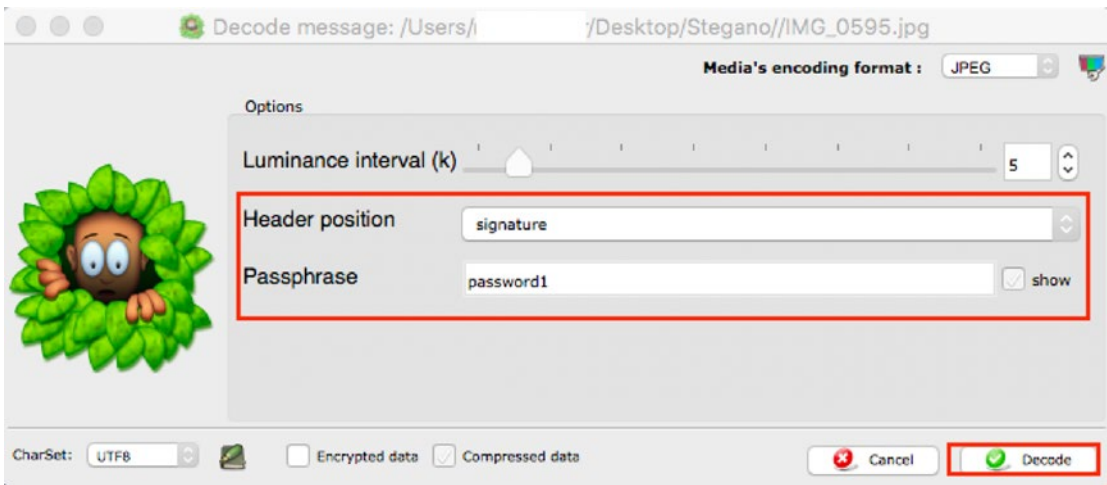 Decode message: /Users/ r/Desktop/Stegano//IMG_0595.jpg
Media's encoding format : JPEG
Options
Luminance interval (k) 5
Header position signature
Passphrase password1 show
CharSet: UTF8 Encrypted data Compressed data Cancel Decode